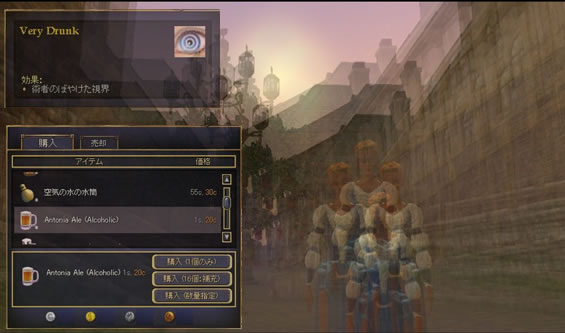 Very Drunk
効果:
• 術者のぼやけた視界
購入 売却
アイテム 価格
空気の水の水筒 55s, 30c
Antonia Ale (Alcoholic) 1s, 20c
Antonia Ale (Alcoholic) 1s, 20c
購入 (1個のみ)
購入 (16個:補充)
購入 (数量指定)